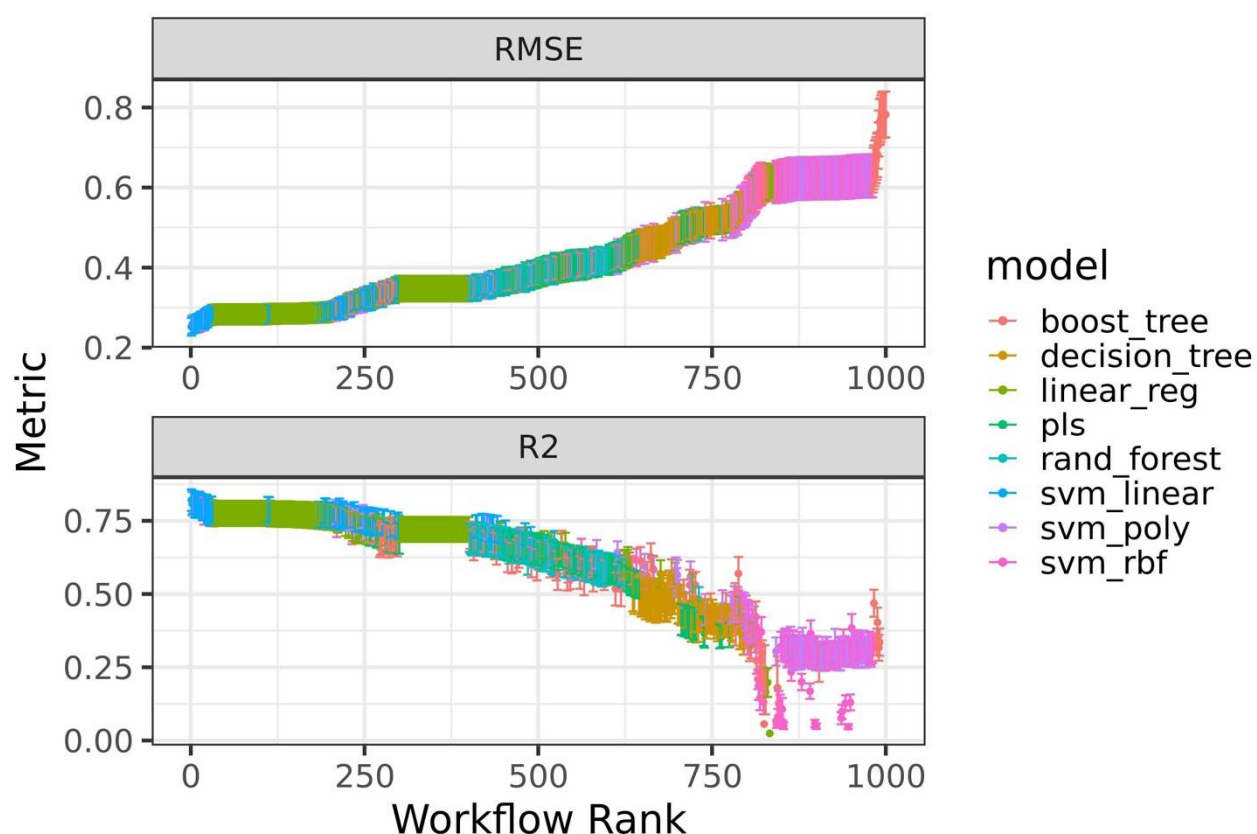 RMSE
0.8
0.6
0.4
0.2
0 250 500 750 1000
Metric
R2
0.75
0.50
0.25
0.00
0 250 500 750 1000
Workflow Rank
model
boost_tree
decision_tree
linear_reg
pls
rand_forest
svm_linear
svm_poly
svm_rbf